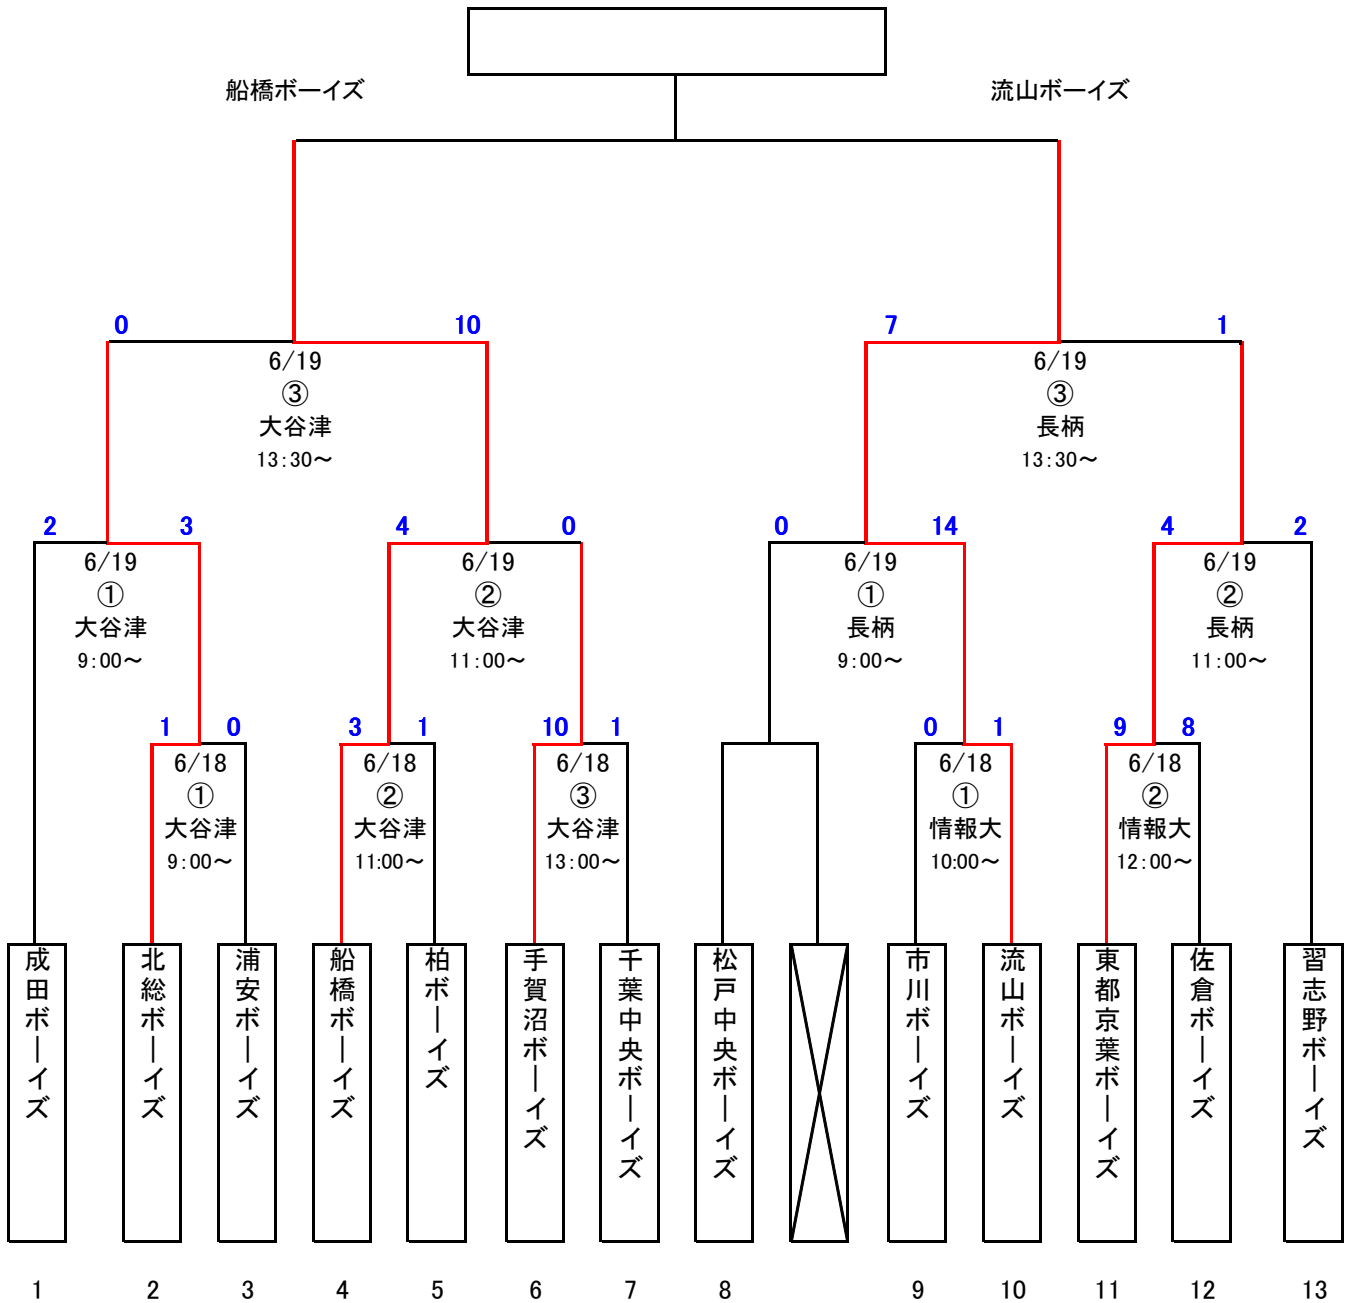 船橋ボーイズ
流山ボーイズ
0
10
7
1
6/19
③
大谷津
13:30～
6/19
③
長柄
13:30～
2
3
4
0
0
14
4
2
6/19
①
大谷津
9:00～
6/19
②
大谷津
11:00～
6/19
①
長柄
9:00～
6/19
②
長柄
11:00～
1
0
3
1
10
1
0
1
9
8
6/18
①
大谷津
9:00～
6/18
②
大谷津
11:00～
6/18
③
大谷津
13:00～
6/18
①
情報大
10:00～
6/18
②
情報大
12:00～
成田ボーイズ
北総ボーイズ
浦安ボーイズ
船橋ボーイズ
柏ボーイズ
手賀沼ボーイズ
千葉中央ボーイズ
松戸中央ボーイズ
市川ボーイズ
流山ボーイズ
東都京葉ボーイズ
佐倉ボーイズ
習志野ボーイズ
1
2
3
4
5
6
7
8
9
10
11
12
13